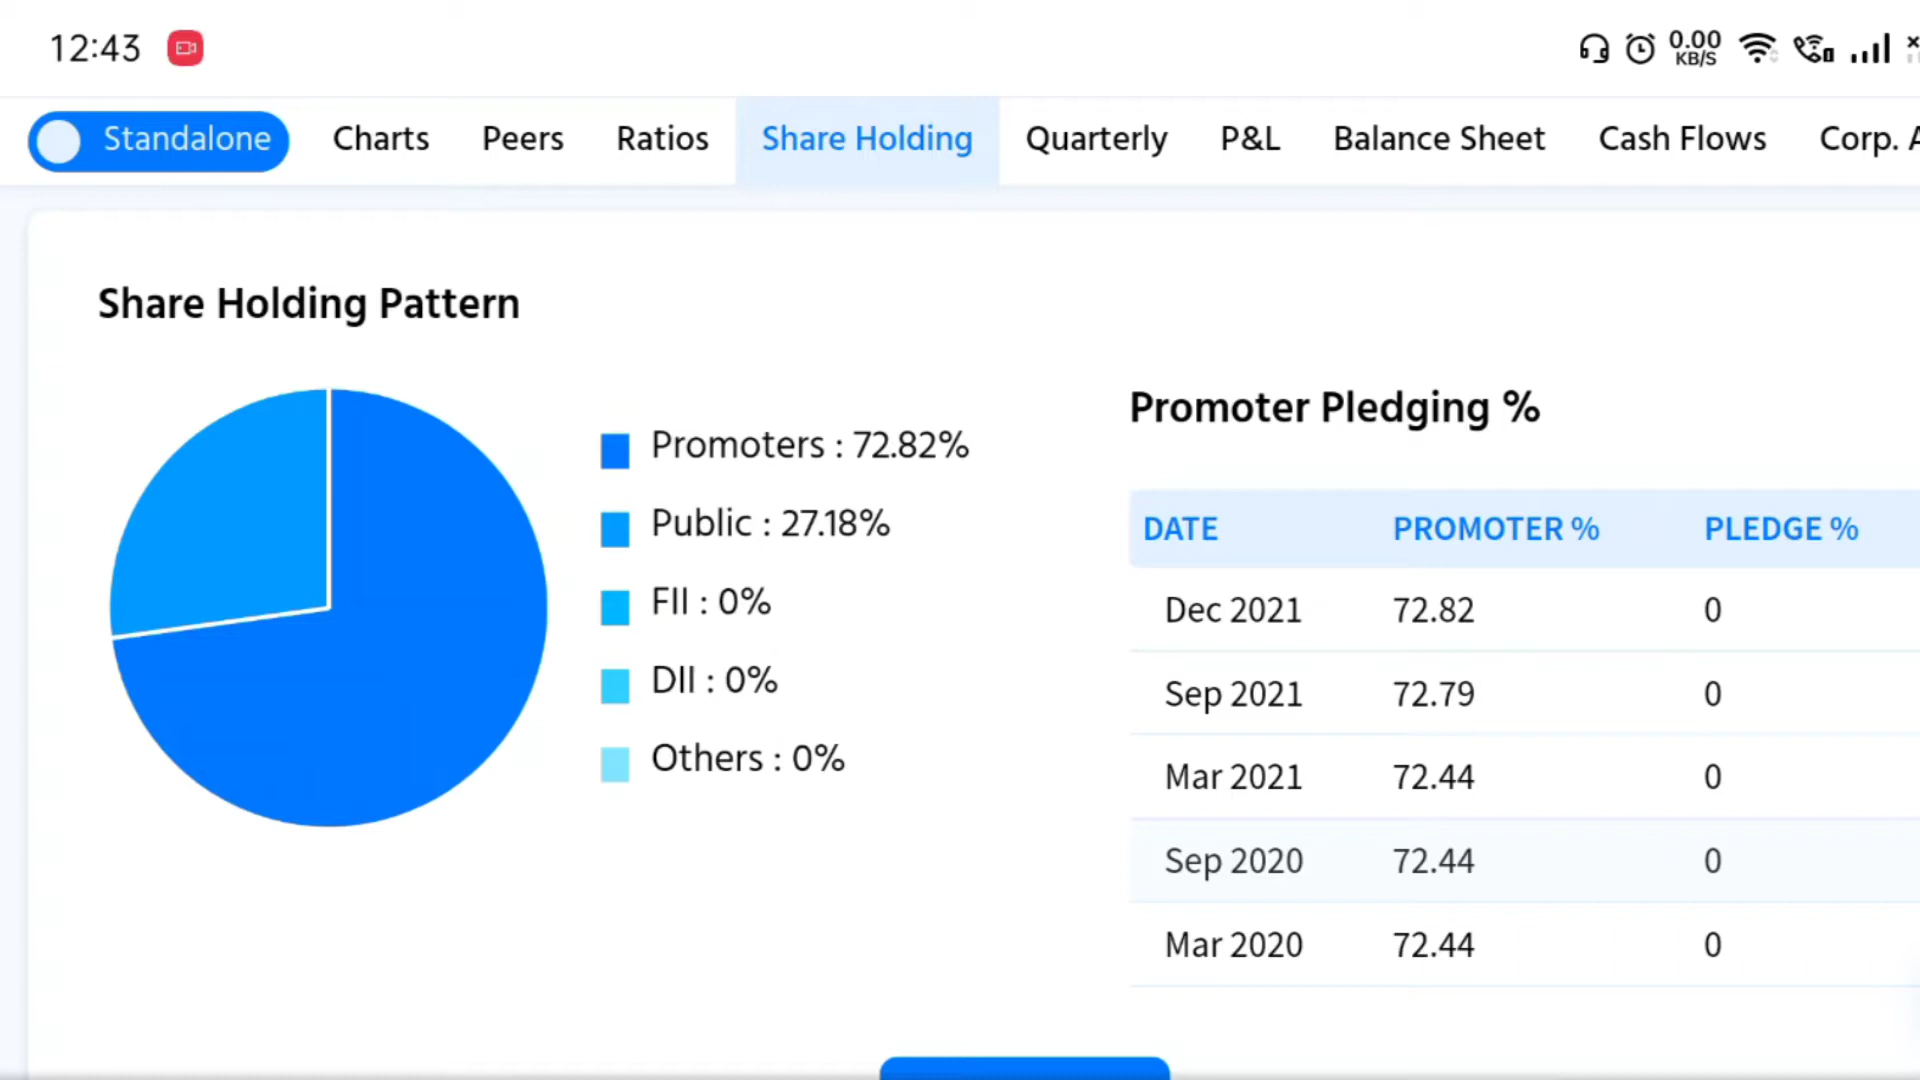 12:43
0.00
KB/S
Standalone Charts Peers Ratios Share Holding Quarterly P&L Balance Sheet Cash Flows Corp. A
Share Holding Pattern
Promoters : 72.82%
Public : 27.18%
FII : 0%
DII : 0%
Others : 0%
Promoter Pledging %
DATE PROMOTER % PLEDGE %
Dec 2021 72.82 0
Sep 2021 72.79 0
Mar 2021 72.44 0
Sep 2020 72.44 0
Mar 2020 72.44 0